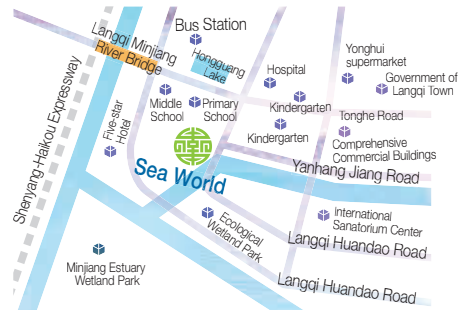 Bus Station
Langqi Minjiang
River Bridge
Hongguang
Lake
Yonghui
supermarket
Hospital
Government of
Langqi Town
Middle
School
Primary
School
Kindergarten
Tonghe Road
Five-star
Hotel
Kindergarten
Comprehensive
Commercial Buildings
Shenyang-Haikou Expressway
Sea World
Yanhang Jiang Road
Ecological
Wetland Park
International
Sanatorium Center
Langqi Huandao Road
Minjiang Estuary
Wetland Park
Langqi Huandao Road